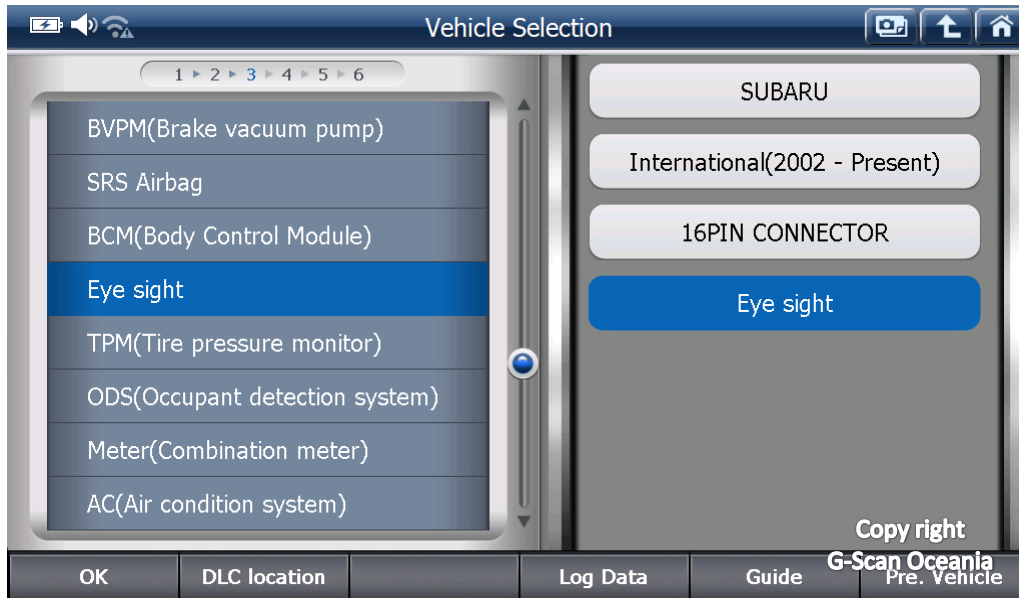 Vehicle Selection
1 ▸ 2 ▸ 3 ▸ 4 ▸ 5 ▸ 6
BVPM(Brake vacuum pump)
SRS Airbag
BCM(Body Control Module)
Eye sight
TPM(Tire pressure monitor)
ODS(Occupant detection system)
Meter(Combination meter)
AC(Air condition system)
SUBARU
International(2002 - Present)
16PIN CONNECTOR
Eye sight
Copy right
G-Scan Oceania
OK DLC location Log Data Guide Pre. Vehicle